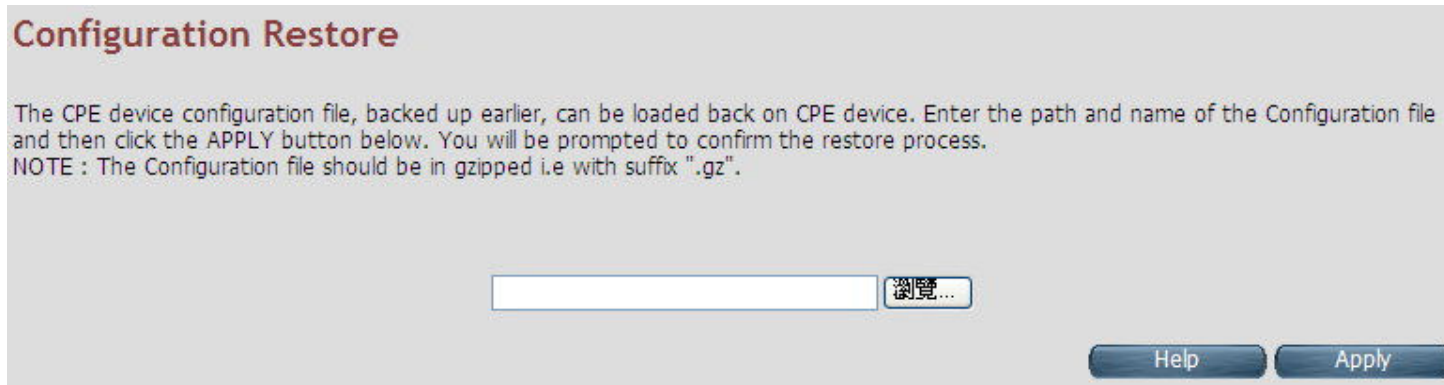 Configuration Restore
The CPE device configuration file, backed up earlier, can be loaded back on CPE device. Enter the path and name of the Configuration file
and then click the APPLY button below. You will be prompted to confirm the restore process.
NOTE : The Configuration file should be in gzipped i.e with suffix ".gz".
瀏覽...
Help Apply